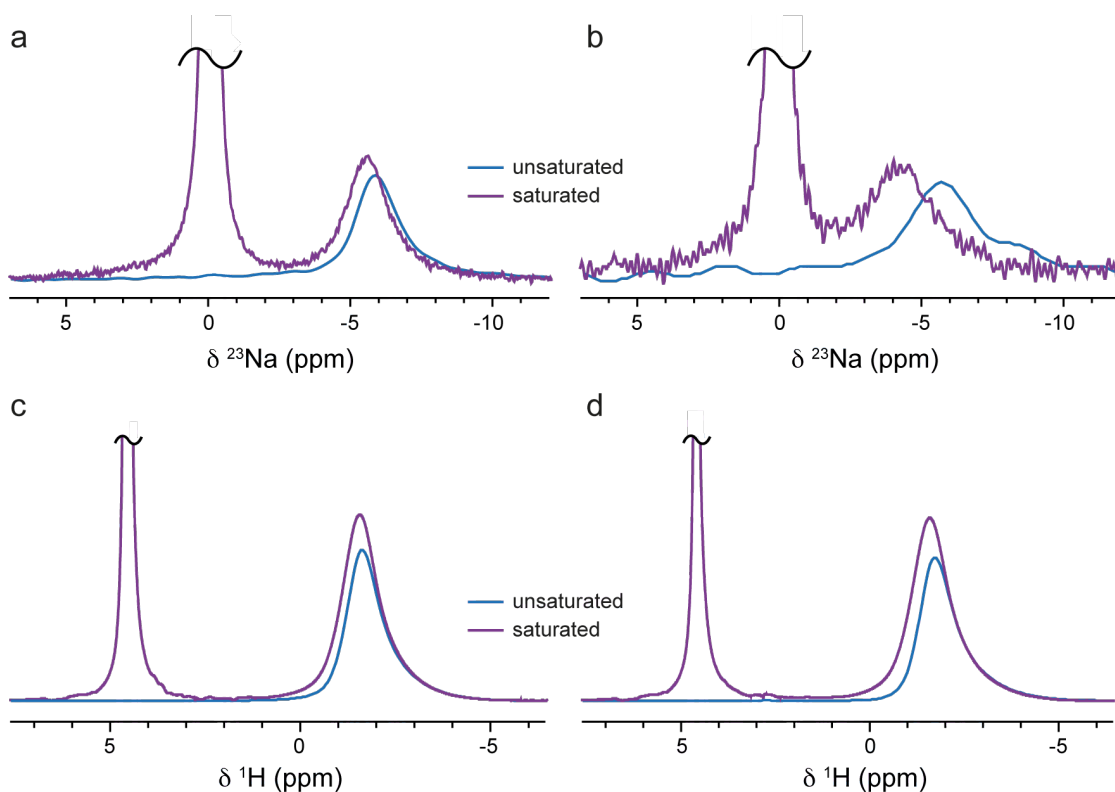 a
b
unsaturated
saturated
5 0 -5 -10
δ ²³Na (ppm)
5 0 -5 -10
δ ²³Na (ppm)
c
d
unsaturated
saturated
5 0 -5
δ ¹H (ppm)
5 0 -5
δ ¹H (ppm)